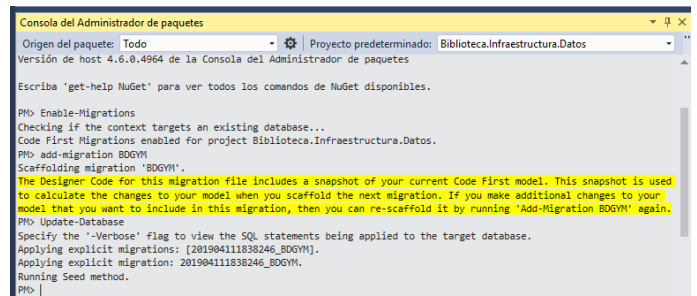 Consola del Administrador de paquetes
Origen del paquete: Todo Proyecto predeterminado: Biblioteca.Infraestructura.Datos
Versión de host 4.6.0.4964 de la Consola del Administrador de paquetes
Escriba 'get-help NuGet' para ver todos los comandos de NuGet disponibles.
PM> Enable-Migrations
Checking if the context targets an existing database...
Code First Migrations enabled for project Biblioteca.Infraestructura.Datos.
PM> add-migration BDGYM
Scaffolding migration 'BDGYM'.
The Designer Code for this migration file includes a snapshot of your current Code First model. This snapshot is used
to calculate the changes to your model when you scaffold the next migration. If you make additional changes to your
model that you want to include in this migration, then you can re-scaffold it by running 'Add-Migration BDGYM' again.
PM> Update-Database
Specify the '-Verbose' flag to view the SQL statements being applied to the target database.
Applying explicit migrations: [201904111838246_BDGYM].
Applying explicit migration: 201904111838246_BDGYM.
Running Seed method.
PM>